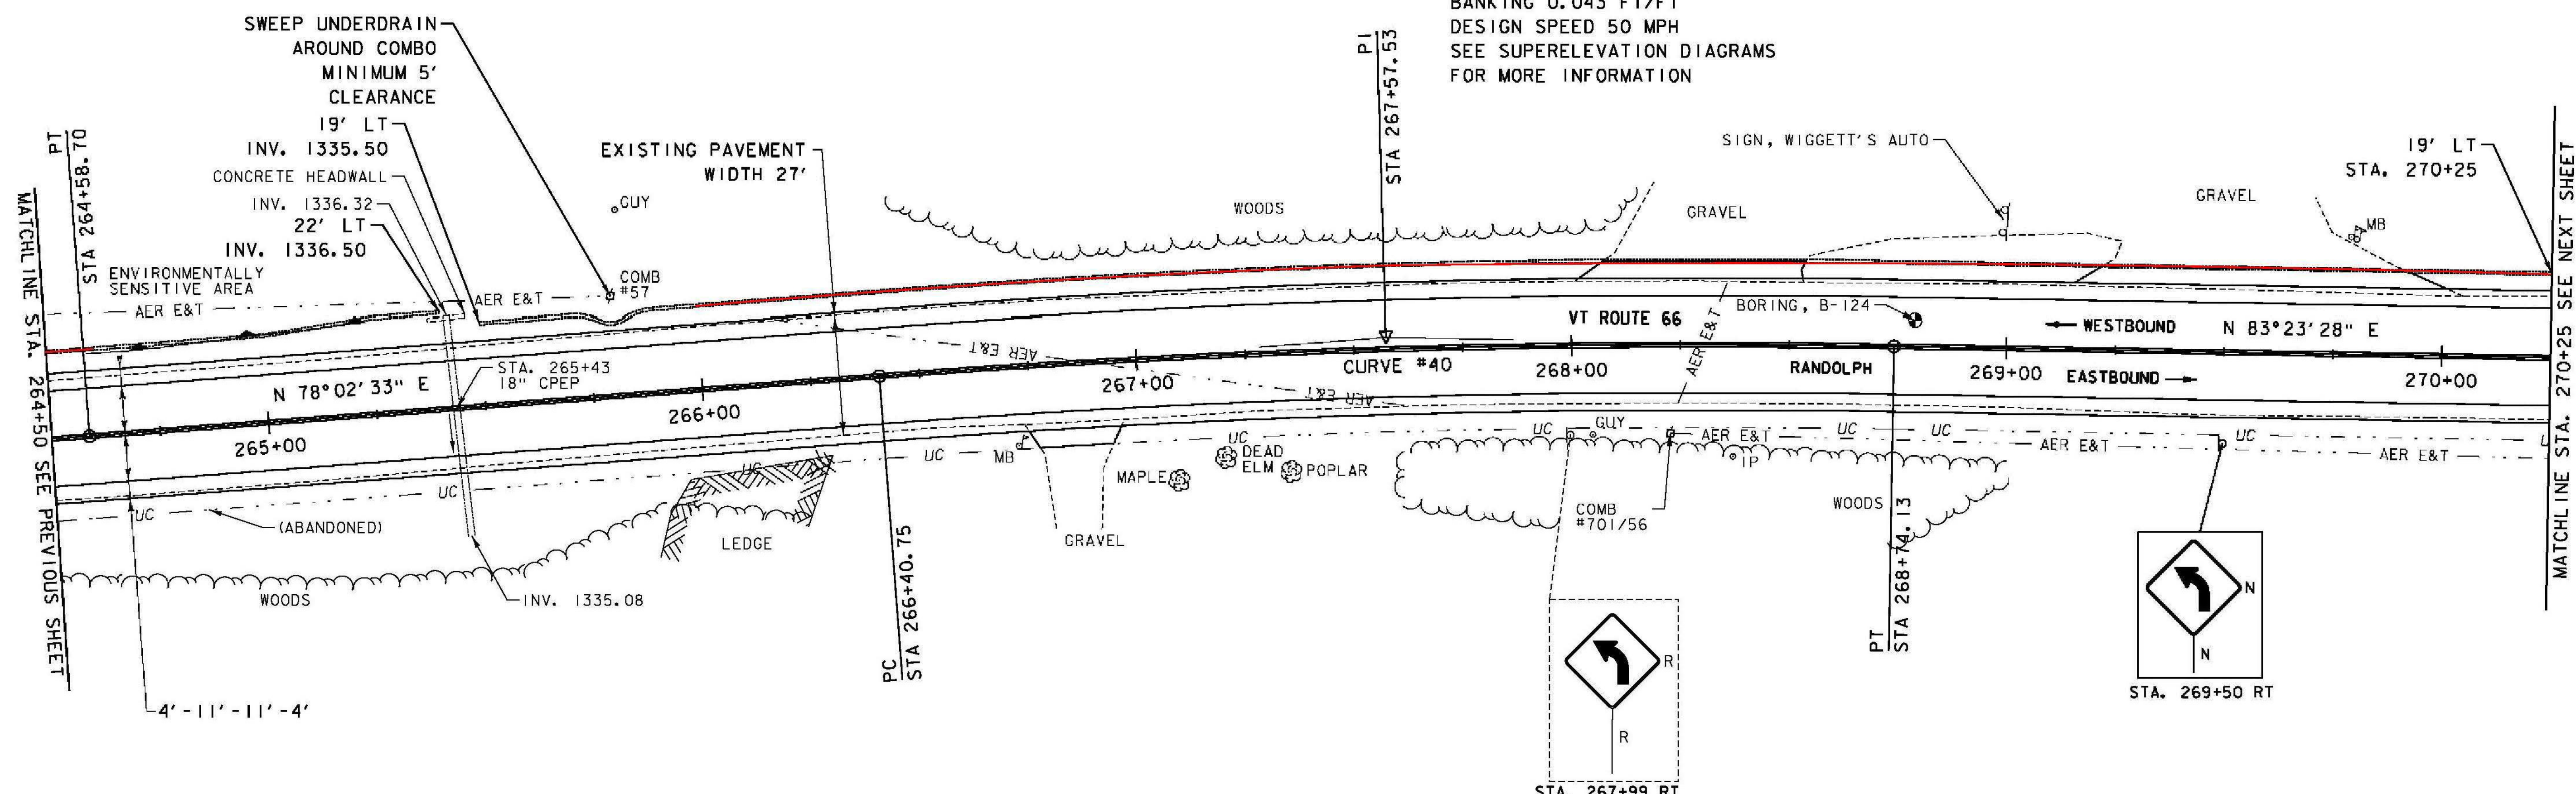 SWEEP UNDERDRAIN
AROUND COMBO
MINIMUM 5'
CLEARANCE
19' LT
INV. 1335.50
CONCRETE HEADWALL
INV. 1336.32
22' LT
INV. 1336.50
ENVIRONMENTALLY
SENSITIVE AREA
AER E&T
AER E&T
PI
STA 264+58.70
MATCHLINE STA. 264+50 SEE PREVIOUS SHEET
GUY
COMB
#57
EXISTING PAVEMENT
WIDTH 27'
WOODS
PI
STA 267+57.53
BANKING 0.043 FT/FT
DESIGN SPEED 50 MPH
SEE SUPERELEVATION DIAGRAMS
FOR MORE INFORMATION
GRAVEL
SIGN, WIGGETT'S AUTO
GRAVEL
MB
19' LT
STA. 270+25
MATCHLINE STA. 270+25 SEE NEXT SHEET
VT ROUTE 66
BORING, B-124
WESTBOUND
N 83°23'28" E
AER E&T
AER E&T
AER E&T
N 78°02'33" E
STA. 265+43
18" CPEP
265+00
266+00
267+00
CURVE #40
268+00
RANDOLPH
269+00
EASTBOUND
270+00
UC
(ABANDONED)
UC
UC
UC
MB
UC
UC
GUY
AER E&T
UC
UC
AER E&T
UC
AER E&T
U
MAPLE
DEAD
ELM
POPLAR
IP
WOODS
COMB
#701/56
LEDGE
GRAVEL
WOODS
INV. 1335.08
4'-11'-11'-4'
PC
STA 266+40.75
PT
STA 268+74.13
R
R
STA. 267+99 RT
N
N
STA. 269+50 RT